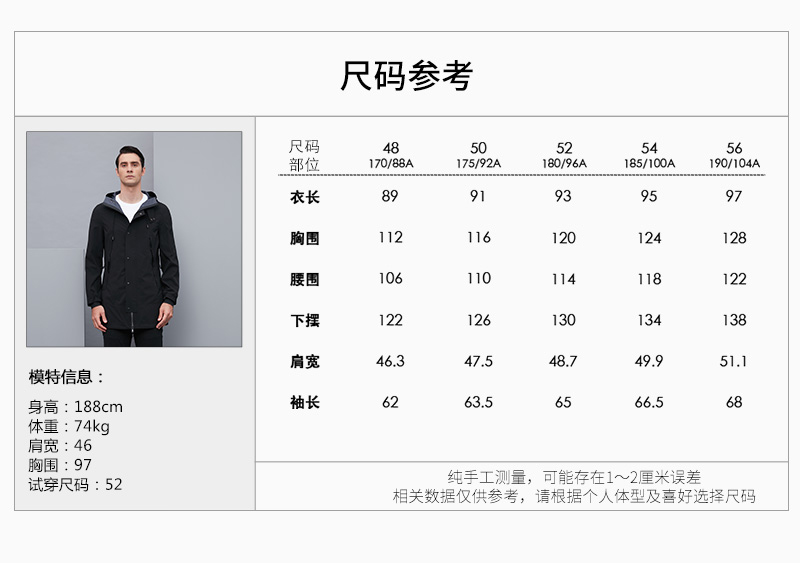 尺码参考
尺码 48 50 52 54 56
部位 170/88A 175/92A 180/96A 185/100A 190/104A
衣长 89 91 93 95 97
胸围 112 116 120 124 128
腰围 106 110 114 118 122
下摆 122 126 130 134 138
肩宽 46.3 47.5 48.7 49.9 51.1
袖长 62 63.5 65 66.5 68
模特信息：
身高：188cm
体重：74kg
肩宽：46
胸围：97
试穿尺码：52
纯手工测量，可能存在1～2厘米误差
相关数据仅供参考，请根据个人体型及喜好选择尺码